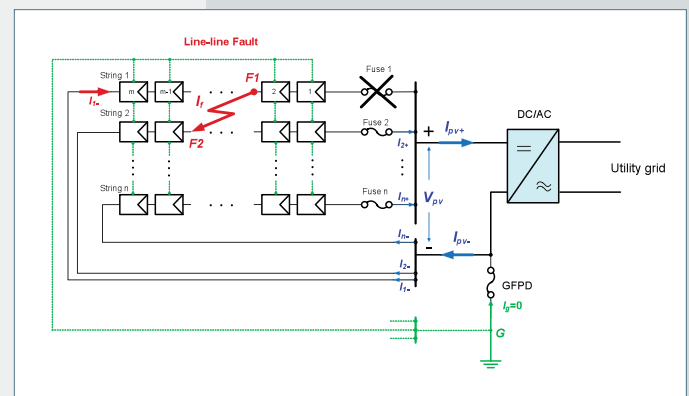 Line-line Fault
String 1
m
m-1
. . .
F1
2
1
Fuse 1
I1-
If
String 2
F2
. . .
Fuse 2
I2+
+
Ipv+
DC/AC
Utility grid
String n
. . .
Fuse n
In+
Vpv
In-
-
Ipv-
I2-
I1-
GFPD
Ig=0
G